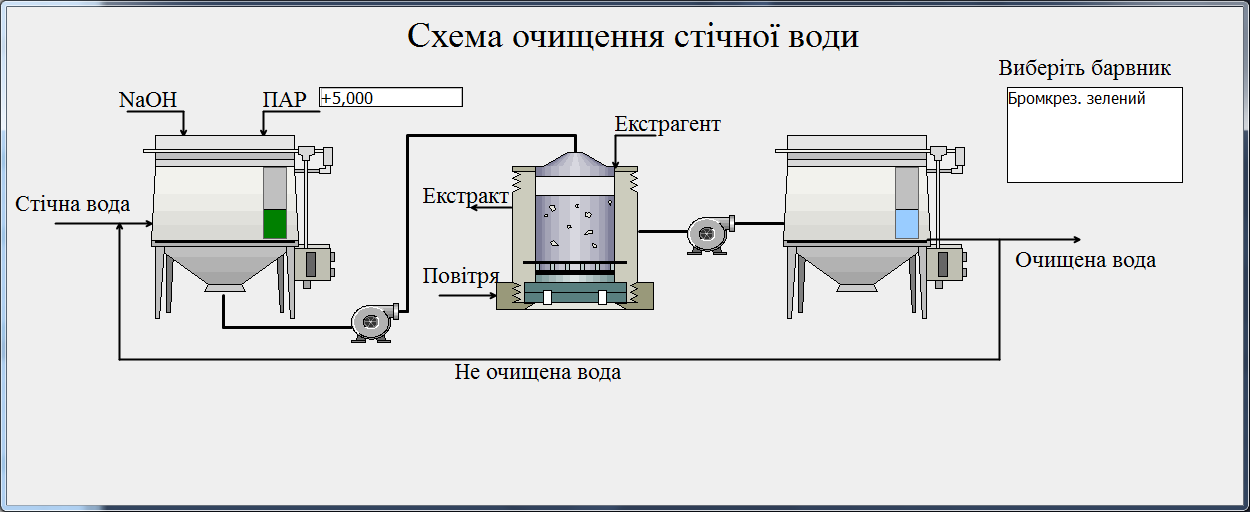 Схема очищення стічної води
Виберіть барвник
NaOH
ПАР
+5,000
Бромкрез. зелений
Екстрагент
Екстракт
Стічна вода
Повітря
Очищена вода
Не очищена вода